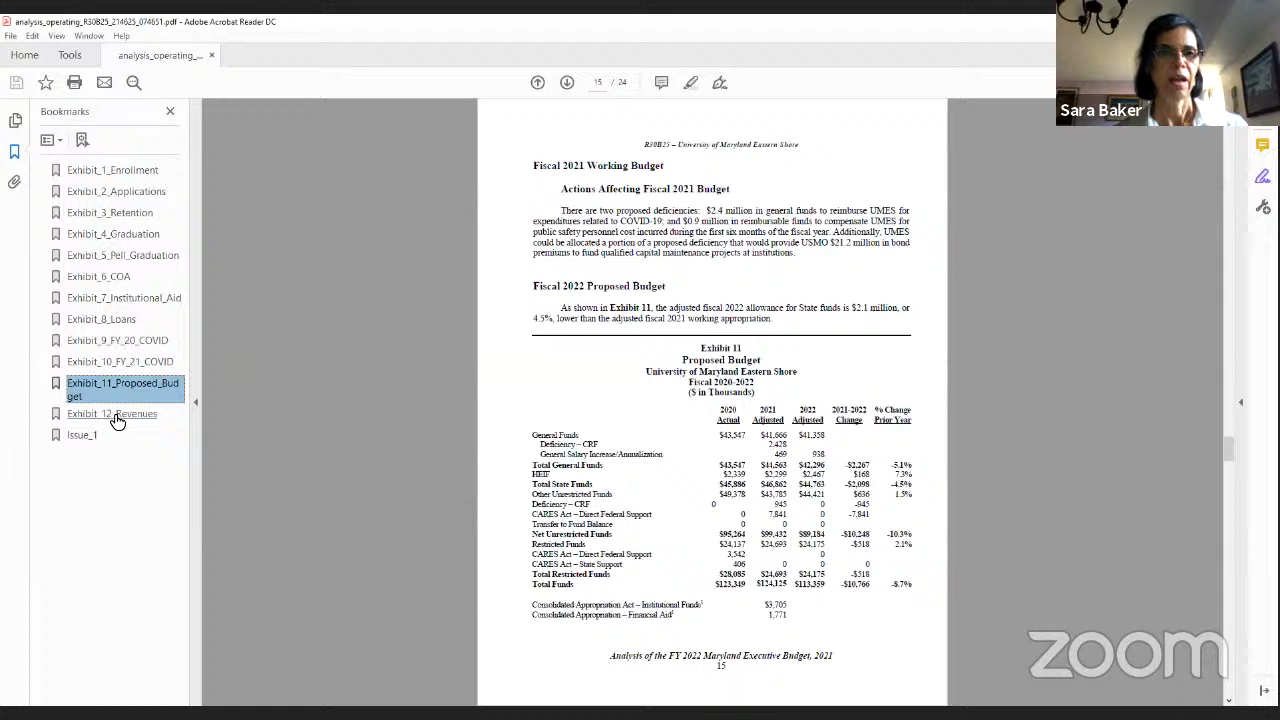 analysis_operating_R30B25_214625_074651.pdf - Adobe Acrobat Reader DC
File Edit View Window Help
Home Tools analysis_operating_... ×
15 / 24
Bookmarks
Exhibit_1_Enrollment
Exhibit_2_Applications
Exhibit_3_Retention
Exhibit_4_Graduation
Exhibit_5_Pell_Graduation
Exhibit_6_COA
Exhibit_7_Institutional_Aid
Exhibit_8_Loans
Exhibit_9_FY_20_COVID
Exhibit_10_FY_21_COVID
Exhibit_11_Proposed_Bud
get
Exhibit_12_Revenues
Issue_1
R30B25 – University of Maryland Eastern Shore
Fiscal 2021 Working Budget
Actions Affecting Fiscal 2021 Budget
There are two proposed deficiencies: $2.4 million in general funds to reimburse UMES for
expenditures related to COVID-19; and $0.9 million in reimbursable funds to compensate UMES for
public safety personnel cost incurred during the first six months of the fiscal year. Additionally, UMES
could be allocated a portion of a proposed deficiency that would provide USMO $21.2 million in bond
premiums to fund qualified capital maintenance projects at institutions.
Fiscal 2022 Proposed Budget
As shown in Exhibit 11, the adjusted fiscal 2022 allowance for State funds is $2.1 million, or
4.5%, lower than the adjusted fiscal 2021 working appropriation.
Exhibit 11
Proposed Budget
University of Maryland Eastern Shore
Fiscal 2020-2022
($ in Thousands)
2020 2021 2022 2021-2022 % Change
Actual Adjusted Adjusted Change Prior Year
General Funds $43,547 $41,666 $41,358
Deficiency – CRF 2,428
General Salary Increase/Annualization 469 938
Total General Funds $43,547 $44,563 $42,296 -$2,267 -5.1%
HEIF $2,339 $2,299 $2,467 $168 7.3%
Total State Funds $45,886 $46,862 $44,763 -$2,098 -4.5%
Other Unrestricted Funds $49,378 $43,785 $44,421 $636 1.5%
Deficiency – CRF 0 945 0 -945
CARES Act – Direct Federal Support 0 7,841 0 -7,841
Transfer to Fund Balance 0 0 0
Net Unrestricted Funds $95,264 $99,432 $89,184 -$10,248 -10.3%
Restricted Funds $24,137 $24,693 $24,175 -$518 2.1%
CARES Act – Direct Federal Support 3,542 0
CARES Act – State Support 406 0 0 0
Total Restricted Funds $28,085 $24,693 $24,175 -$518
Total Funds $123,349 $124,125 $113,359 -$10,766 -8.7%
Consolidated Appropriation Act – Institutional Funds¹ $3,705
Consolidated Appropriation – Financial Aid¹ 1,771
Analysis of the FY 2022 Maryland Executive Budget, 2021
15
Sara Baker
zoom